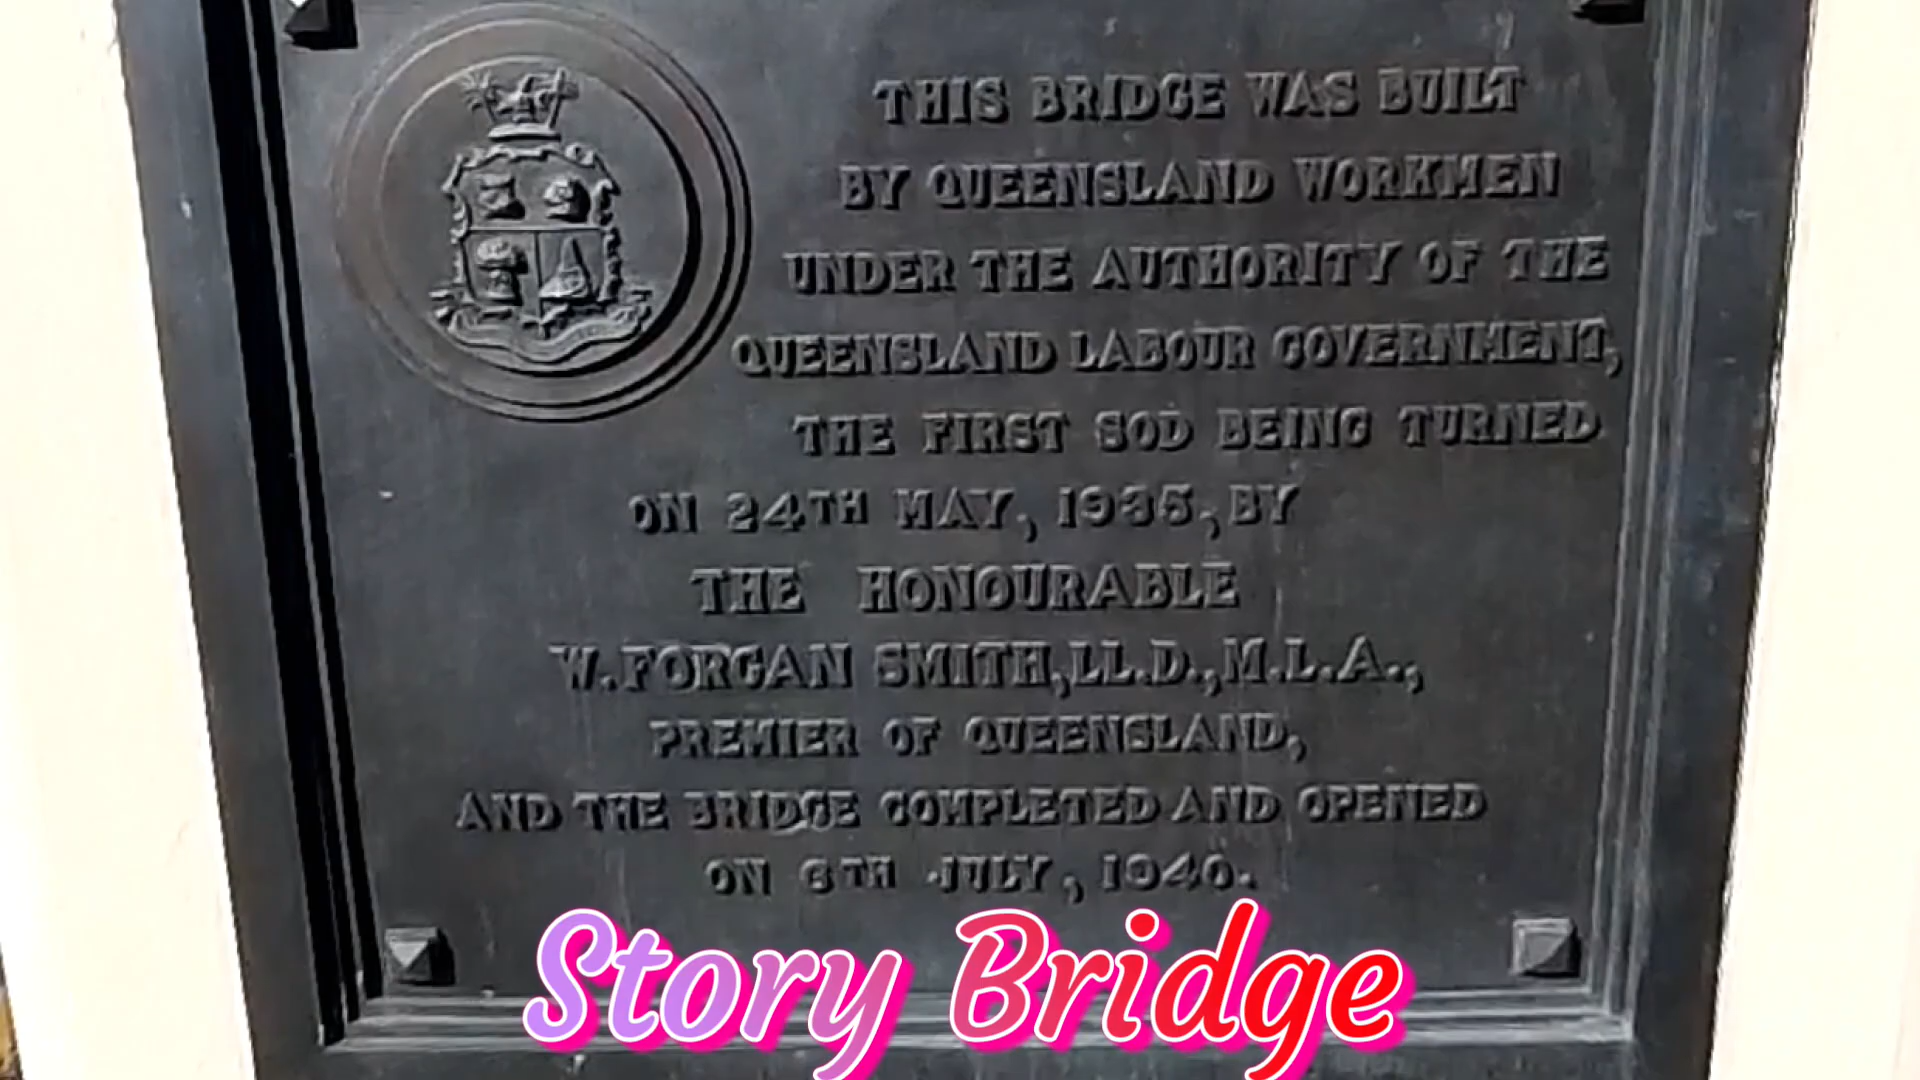 THIS BRIDGE WAS BUILT
BY QUEENSLAND WORKMEN
UNDER THE AUTHORITY OF THE
QUEENSLAND LABOUR GOVERNMENT,
THE FIRST SOD BEING TURNED
ON 24TH MAY, 1935, BY
THE HONOURABLE
W. FORGAN SMITH, LL.D., M.L.A.,
PREMIER OF QUEENSLAND,
AND THE BRIDGE COMPLETED AND OPENED
ON 6TH JULY, 1940.
Story Bridge